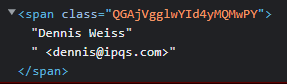 <span class="QGAjVgglwYId4yMQMwPY">
"Dennis Weiss"
" <dennis@ipqs.com>"
</span>